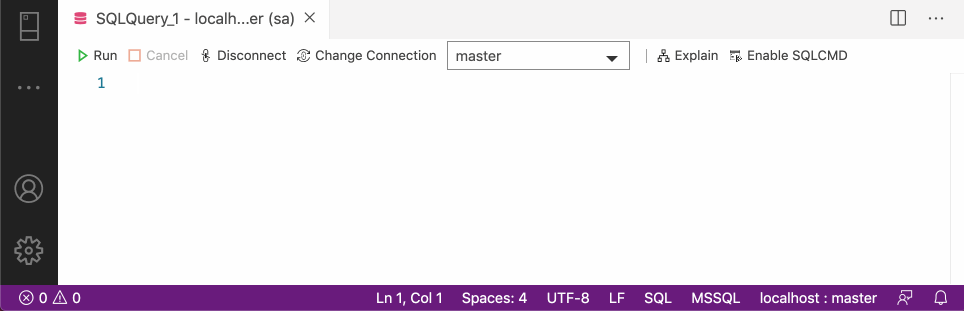 SQLQuery_1 - localh...er (sa)
Run Cancel Disconnect Change Connection master Explain Enable SQLCMD
1
0 0 Ln 1, Col 1 Spaces: 4 UTF-8 LF SQL MSSQL localhost : master